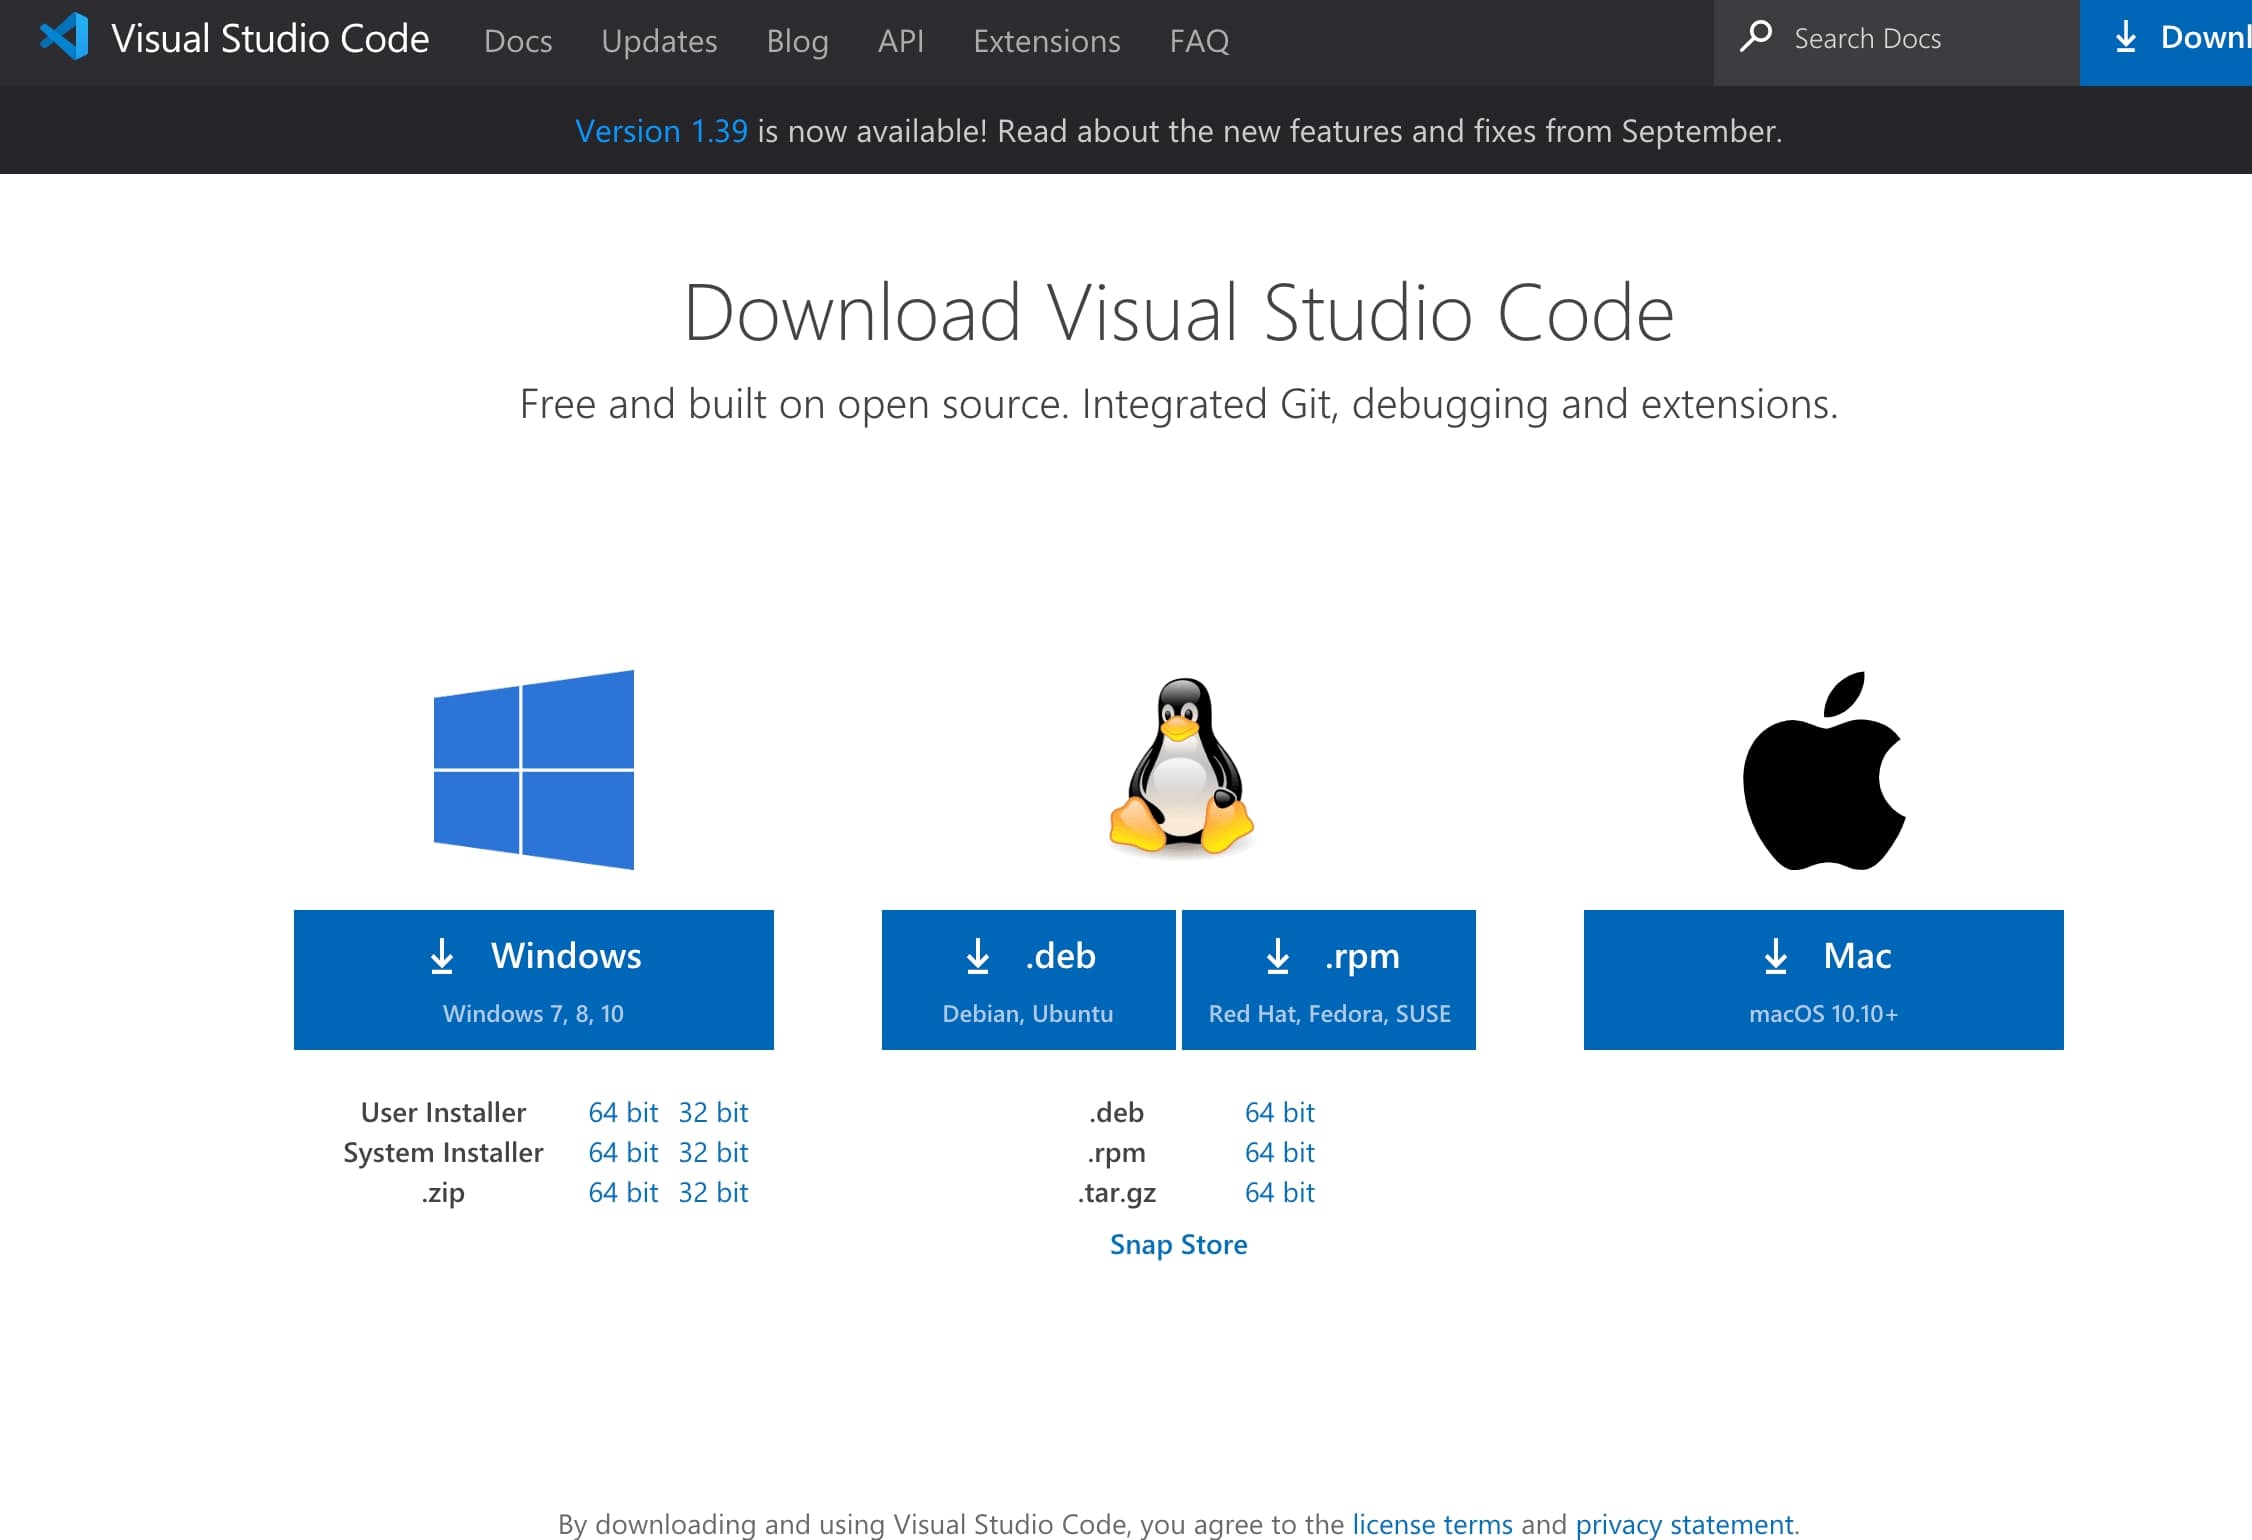 Visual Studio Code Docs Updates Blog API Extensions FAQ Search Docs Downl
Version 1.39 is now available! Read about the new features and fixes from September.
Download Visual Studio Code
Free and built on open source. Integrated Git, debugging and extensions.
Windows
Windows 7, 8, 10
.deb
Debian, Ubuntu
.rpm
Red Hat, Fedora, SUSE
Mac
macOS 10.10+
User Installer 64 bit 32 bit
System Installer 64 bit 32 bit
.zip 64 bit 32 bit
.deb 64 bit
.rpm 64 bit
.tar.gz 64 bit
Snap Store
By downloading and using Visual Studio Code, you agree to the license terms and privacy statement.